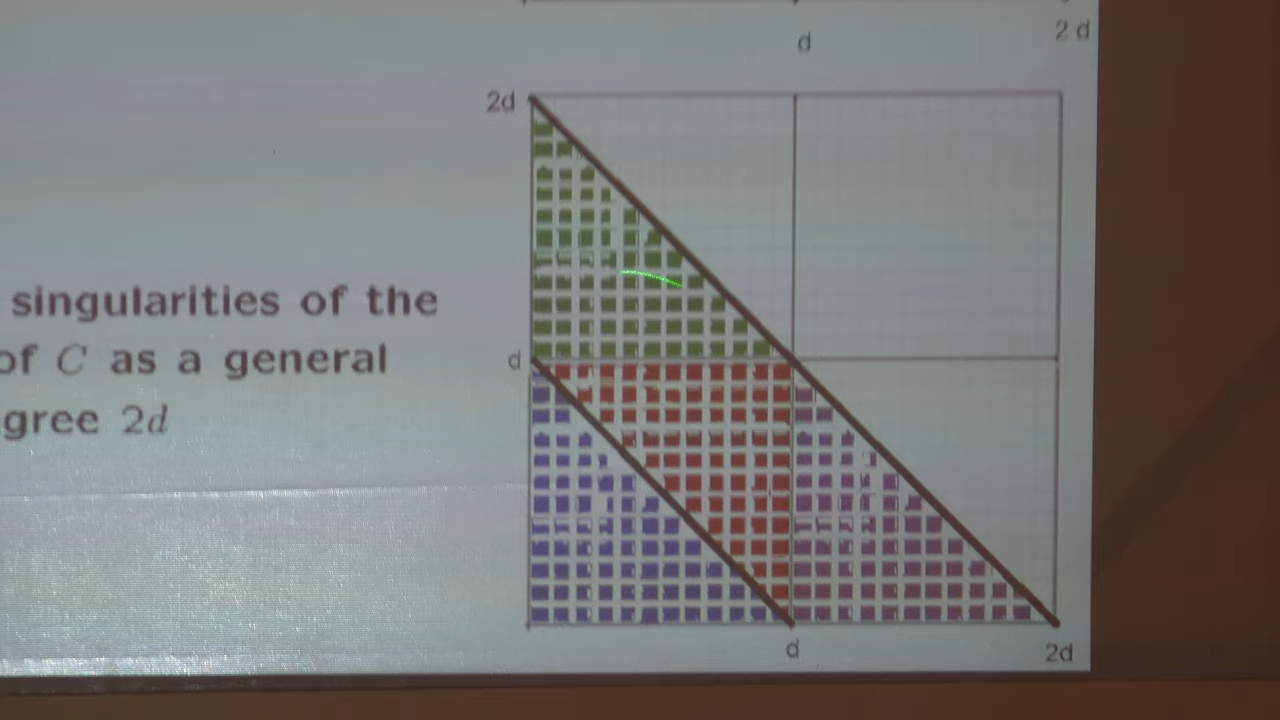 d
2 d
2d
singularities of the
d
of C as a general
gree 2d
d
2d